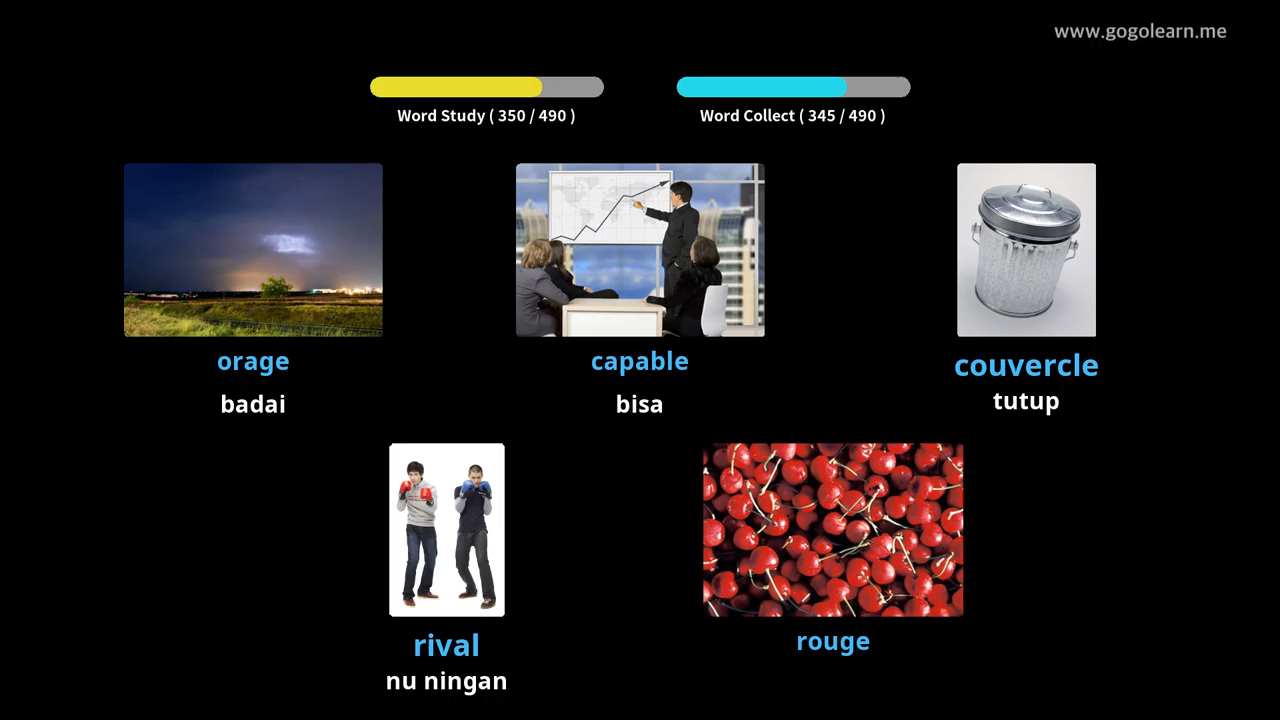 www.gogolearn.me
Word Study ( 350 / 490 )
Word Collect ( 345 / 490 )
orage
badai
capable
bisa
couvercle
tutup
rival
nu ningan
rouge